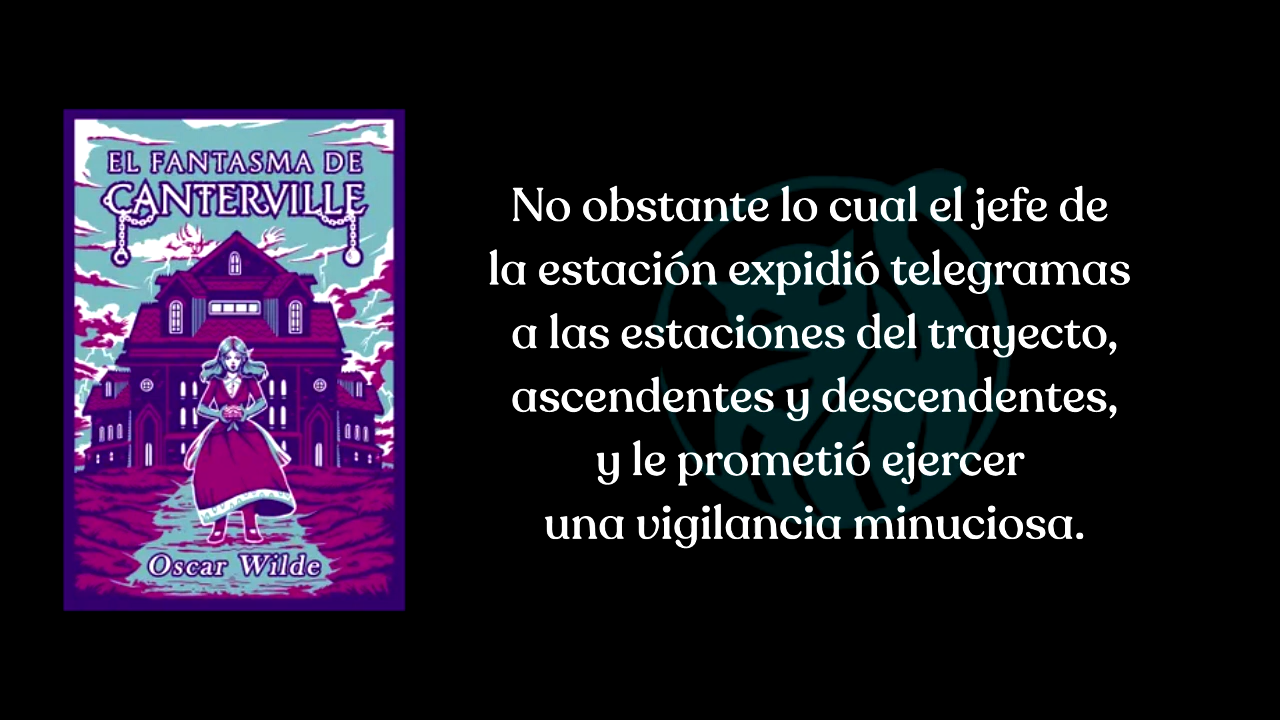 EL FANTASMA DE
CANTERVILLE
Oscar Wilde
No obstante lo cual el jefe de
la estación expidió telegramas
a las estaciones del trayecto,
ascendentes y descendentes,
y le prometió ejercer
una vigilancia minuciosa.